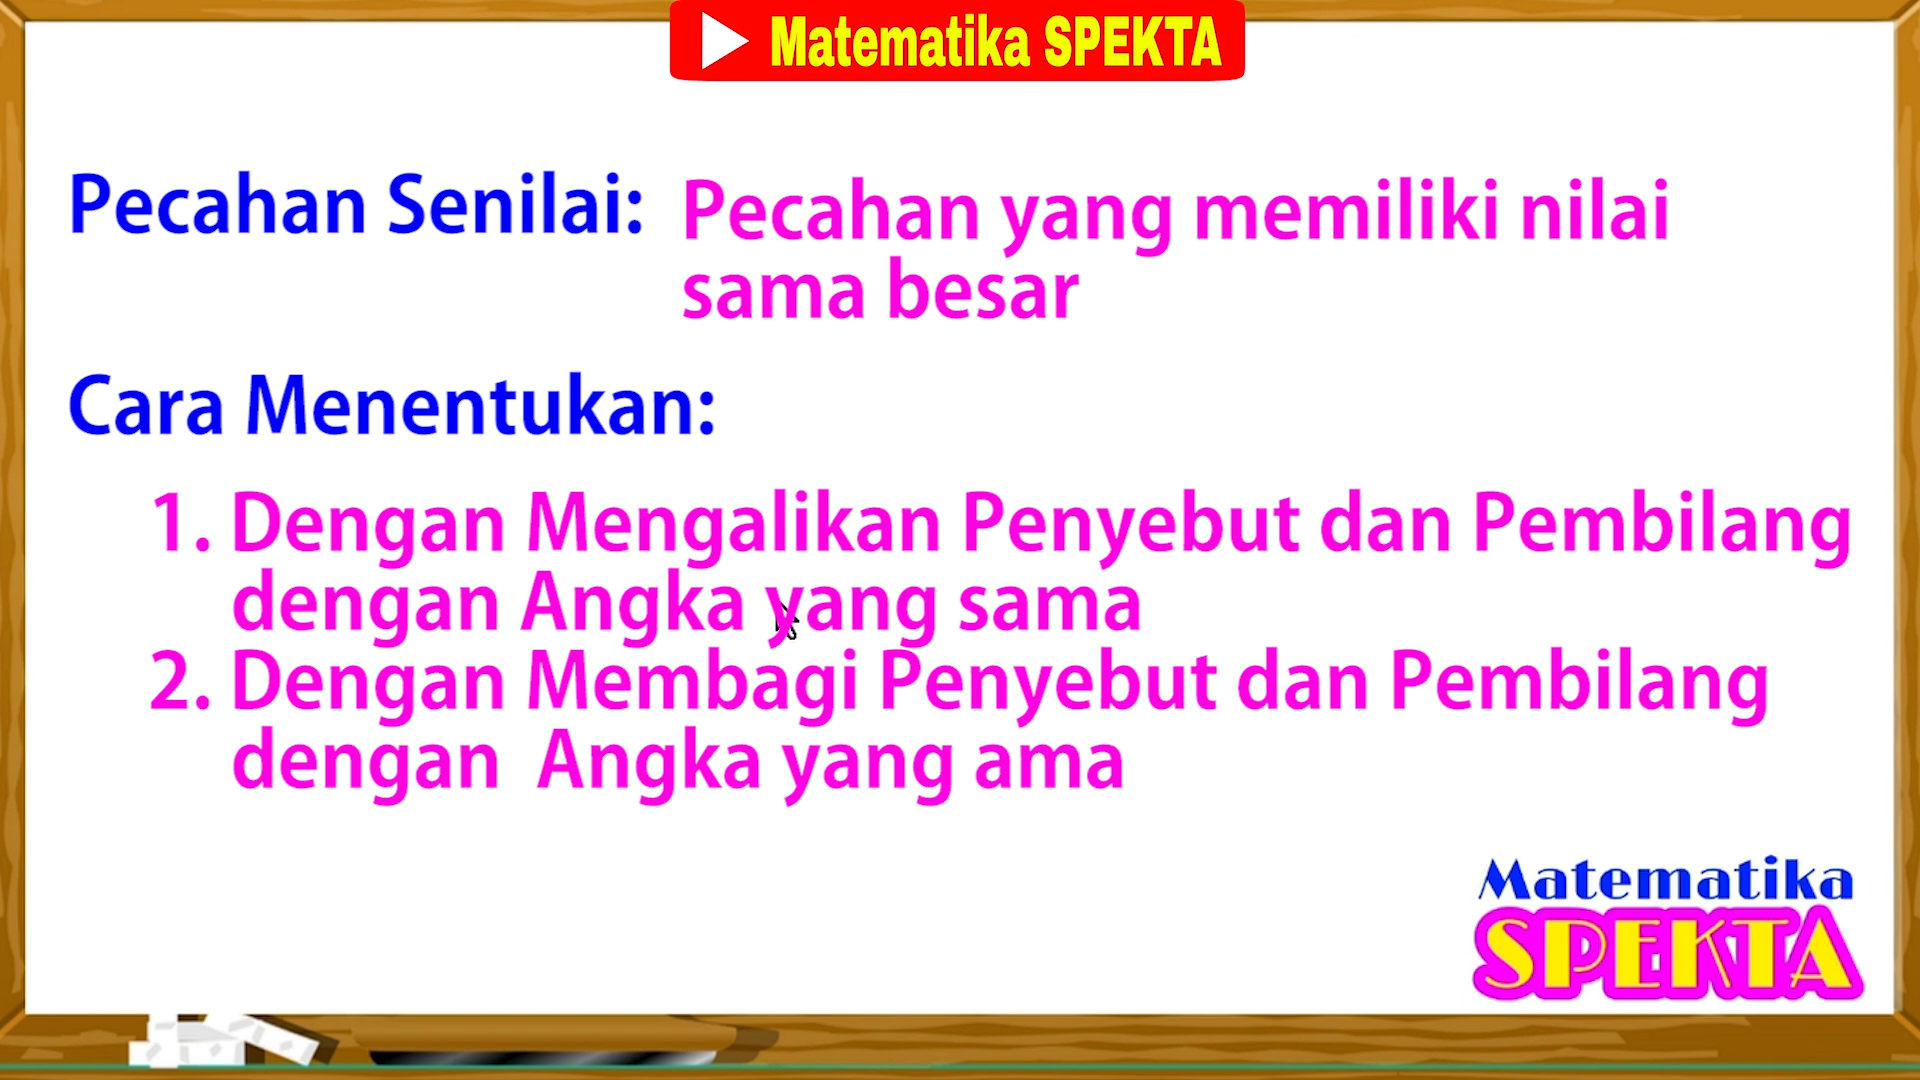 Matematika SPEKTA
Pecahan Senilai: Pecahan yang memiliki nilai
sama besar
Cara Menentukan:
1. Dengan Mengalikan Penyebut dan Pembilang
dengan Angka yang sama
2. Dengan Membagi Penyebut dan Pembilang
dengan Angka yang ama
Matematika
SPEKTA